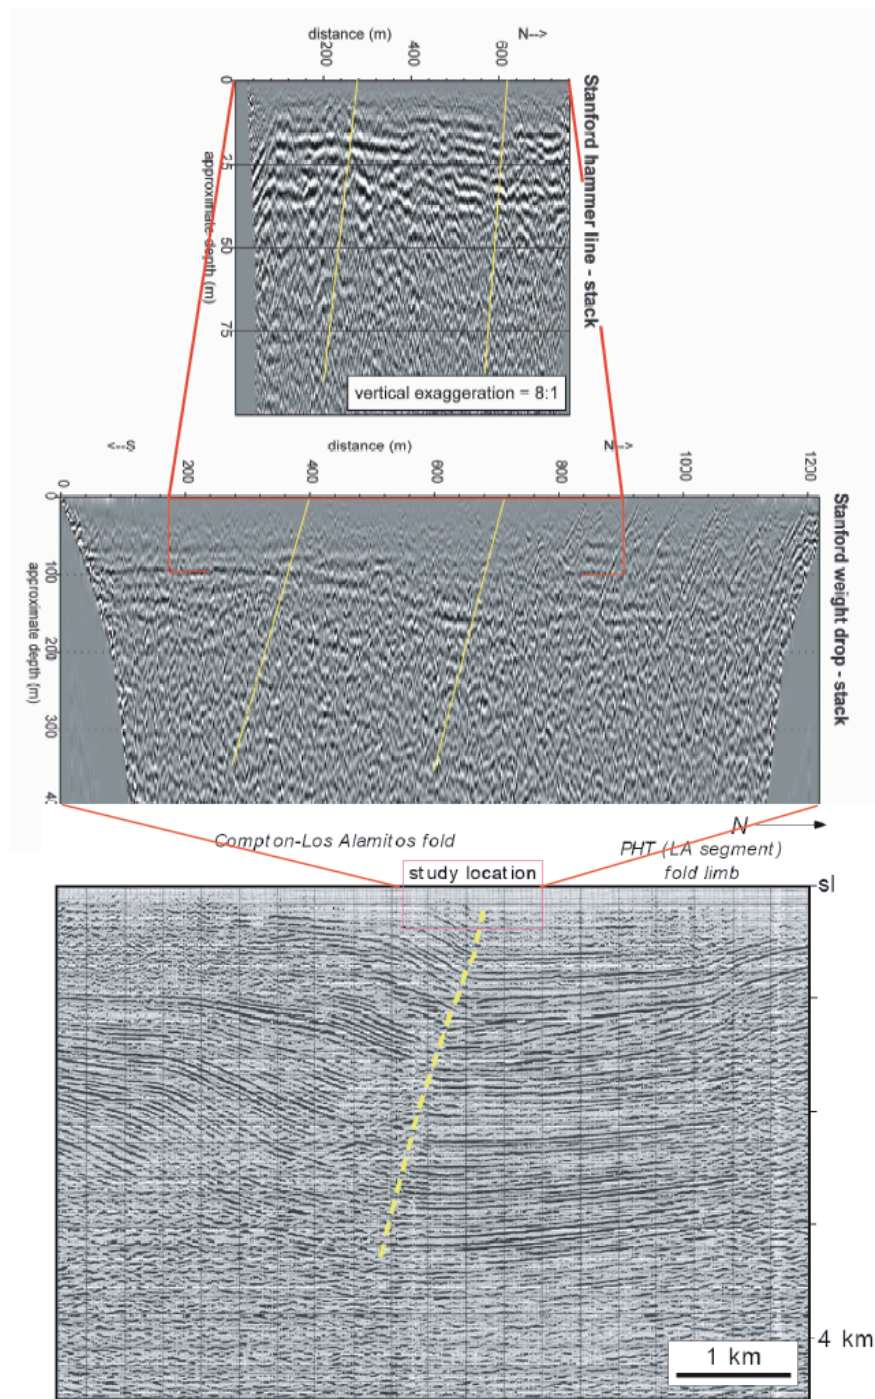 distance (m)
N-->
200
400
600
0
25
50
75
approximate depth (m)
Stanford hammer line - stack
vertical exaggeration = 8:1
<--S
distance (m)
N-->
0
200
400
600
800
1000
1200
0
100
200
300
approximate depth (m)
Stanford weight drop - stack
N
Compton-Los Alamitos fold
PHT (LA segment)
fold limb
study location
sl
4 km
1 km